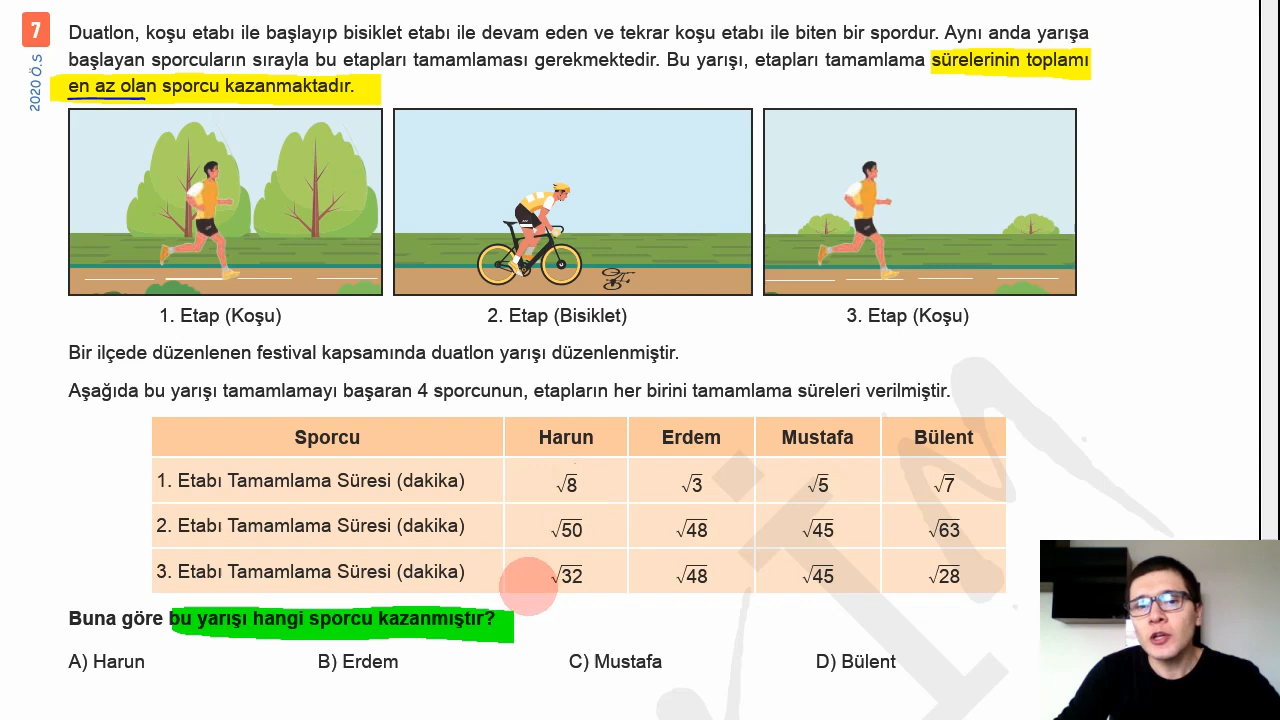 7
2020 Ö.S
Duatlon, koşu etabı ile başlayıp bisiklet etabı ile devam eden ve tekrar koşu etabı ile biten bir spordur. Aynı anda yarışa
başlayan sporcuların sırayla bu etapları tamamlaması gerekmektedir. Bu yarışı, etapları tamamlama sürelerinin toplamı
en az olan sporcu kazanmaktadır.
1. Etap (Koşu) 2. Etap (Bisiklet) 3. Etap (Koşu)
Bir ilçede düzenlenen festival kapsamında duatlon yarışı düzenlenmiştir.
Aşağıda bu yarışı tamamlamayı başaran 4 sporcunun, etapların her birini tamamlama süreleri verilmiştir.
Sporcu Harun Erdem Mustafa Bülent
1. Etabı Tamamlama Süresi (dakika) √8 √3 √5 √7
2. Etabı Tamamlama Süresi (dakika) √50 √48 √45 √63
3. Etabı Tamamlama Süresi (dakika) √32 √48 √45 √28
Buna göre bu yarışı hangi sporcu kazanmıştır?
A) Harun B) Erdem C) Mustafa D) Bülent